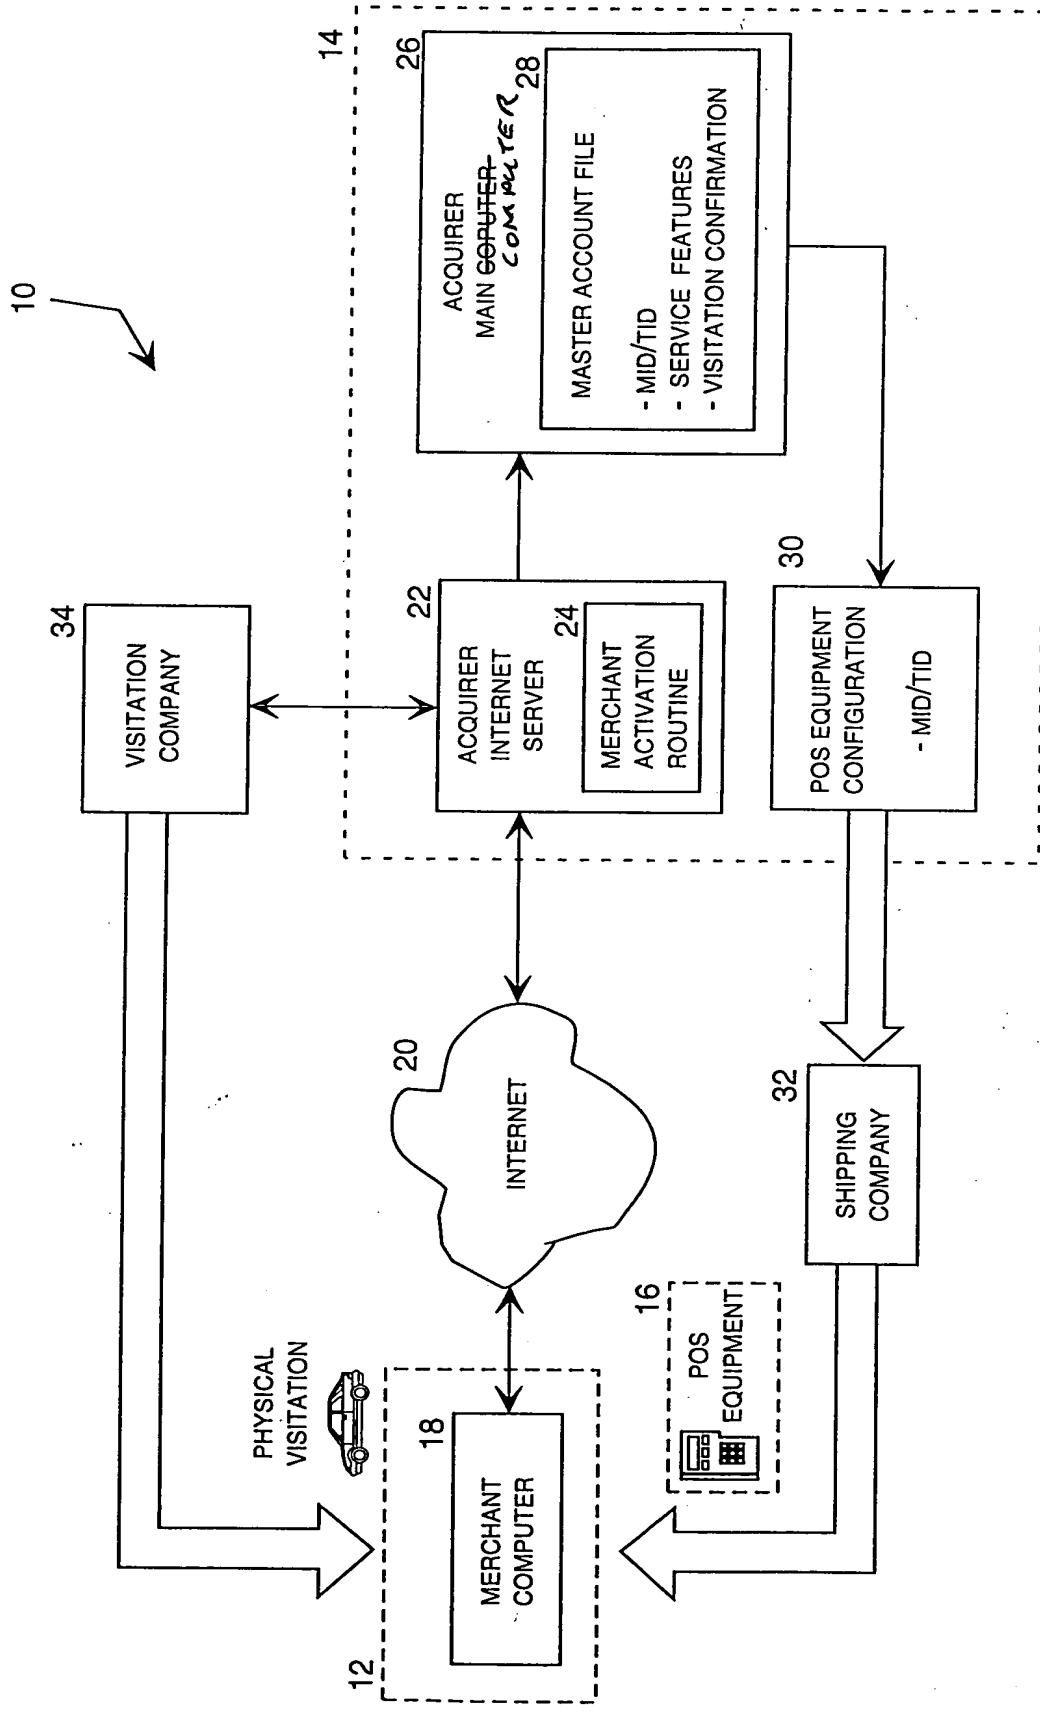 10
14
34
VISITATION
COMPANY
22
ACQUIRER
INTERNET
SERVER
24
MERCHANT
ACTIVATION
ROUTINE
26
ACQUIRER
MAIN COPUTER
COMPUTER
28
MASTER ACCOUNT FILE
- MID/TID
- SERVICE FEATURES
- VISITATION CONFIRMATION
30
POS EQUIPMENT
CONFIGURATION
- MID/TID
20
INTERNET
PHYSICAL
VISITATION
12
18
MERCHANT
COMPUTER
16
POS
EQUIPMENT
32
SHIPPING
COMPANY